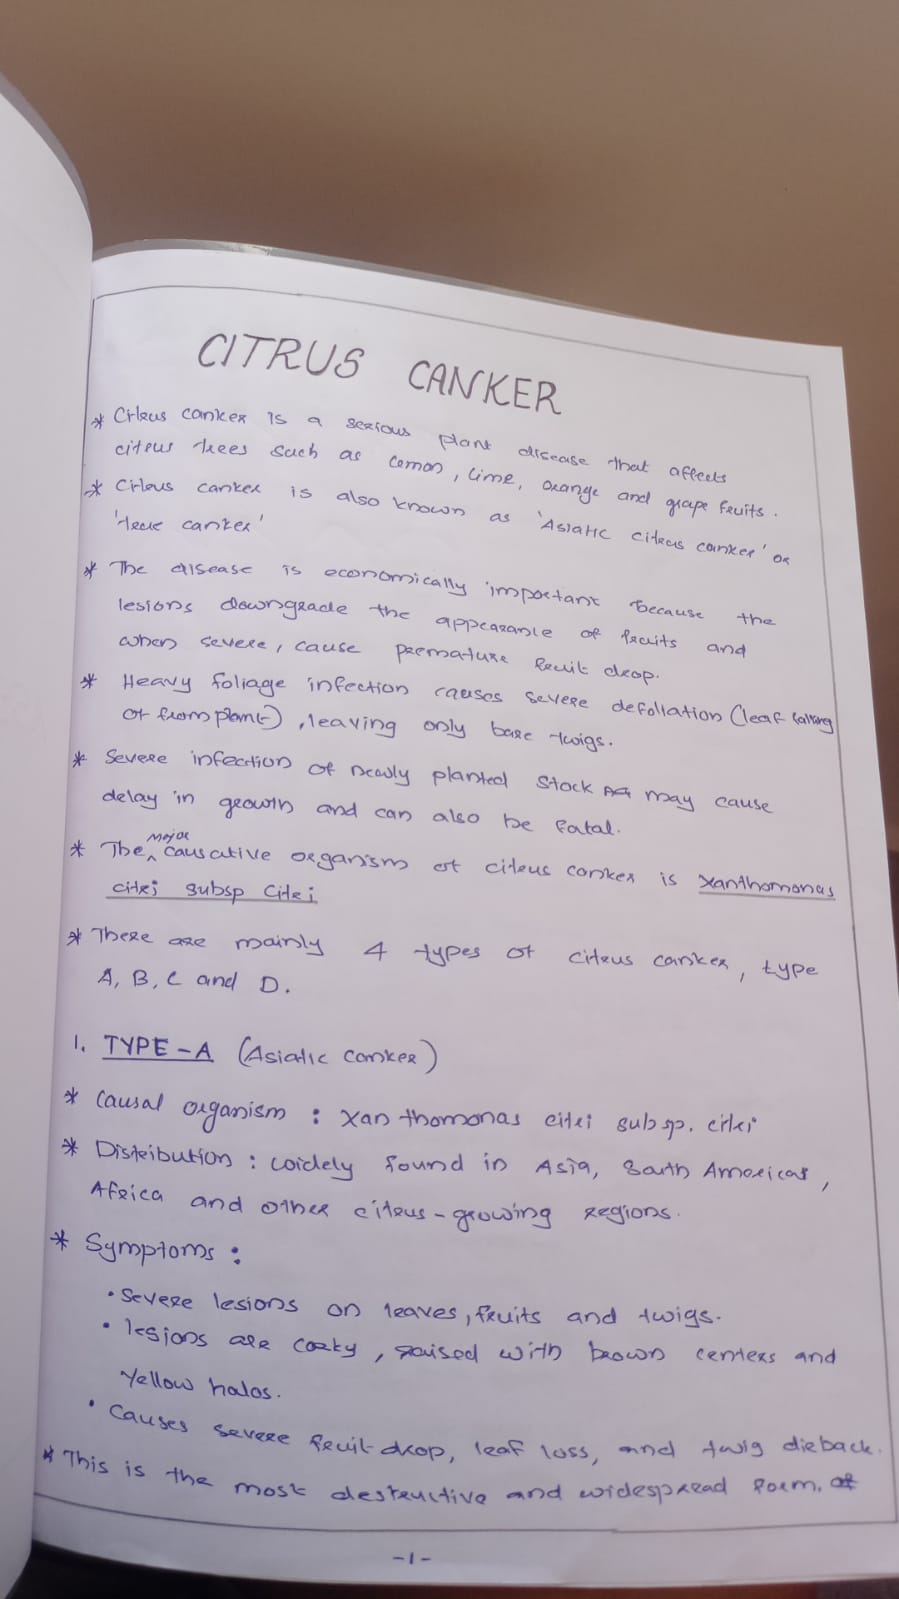 CITRUS CANKER
* Citrus canker is a serious plant disease that affects
citrus trees such as lemon, lime, orange and grape fruits.
* Citrus canker is also known as 'Asiatic citrus canker' or
'true canker'
* The disease is economically important because the
lesions downgrade the appearance of fruits and
when severe, cause premature fruit drop.
* Heavy foliage infection causes severe defoliation (leaf falling
of from plant), leaving only bare twigs.
* Severe infection of newly planted stock may cause
delay in growth and can also be fatal.
* The major causative organism of citrus canker is Xanthomonas
citri subsp citri
* There are mainly 4 types of citrus canker, type
A, B, C and D.
1. TYPE-A (Asiatic canker)
* Causal organism : Xanthomonas citri subsp. citri
* Distribution : widely found in Asia, South Americas,
Africa and other citrus-growing regions.
* Symptoms :
• Severe lesions on leaves, fruits and twigs.
• lesions are corky, raised with brown centers and
yellow halos.
• Causes severe fruit drop, leaf loss, and twig dieback.
* This is the most destructive and widespread form. of
-1-